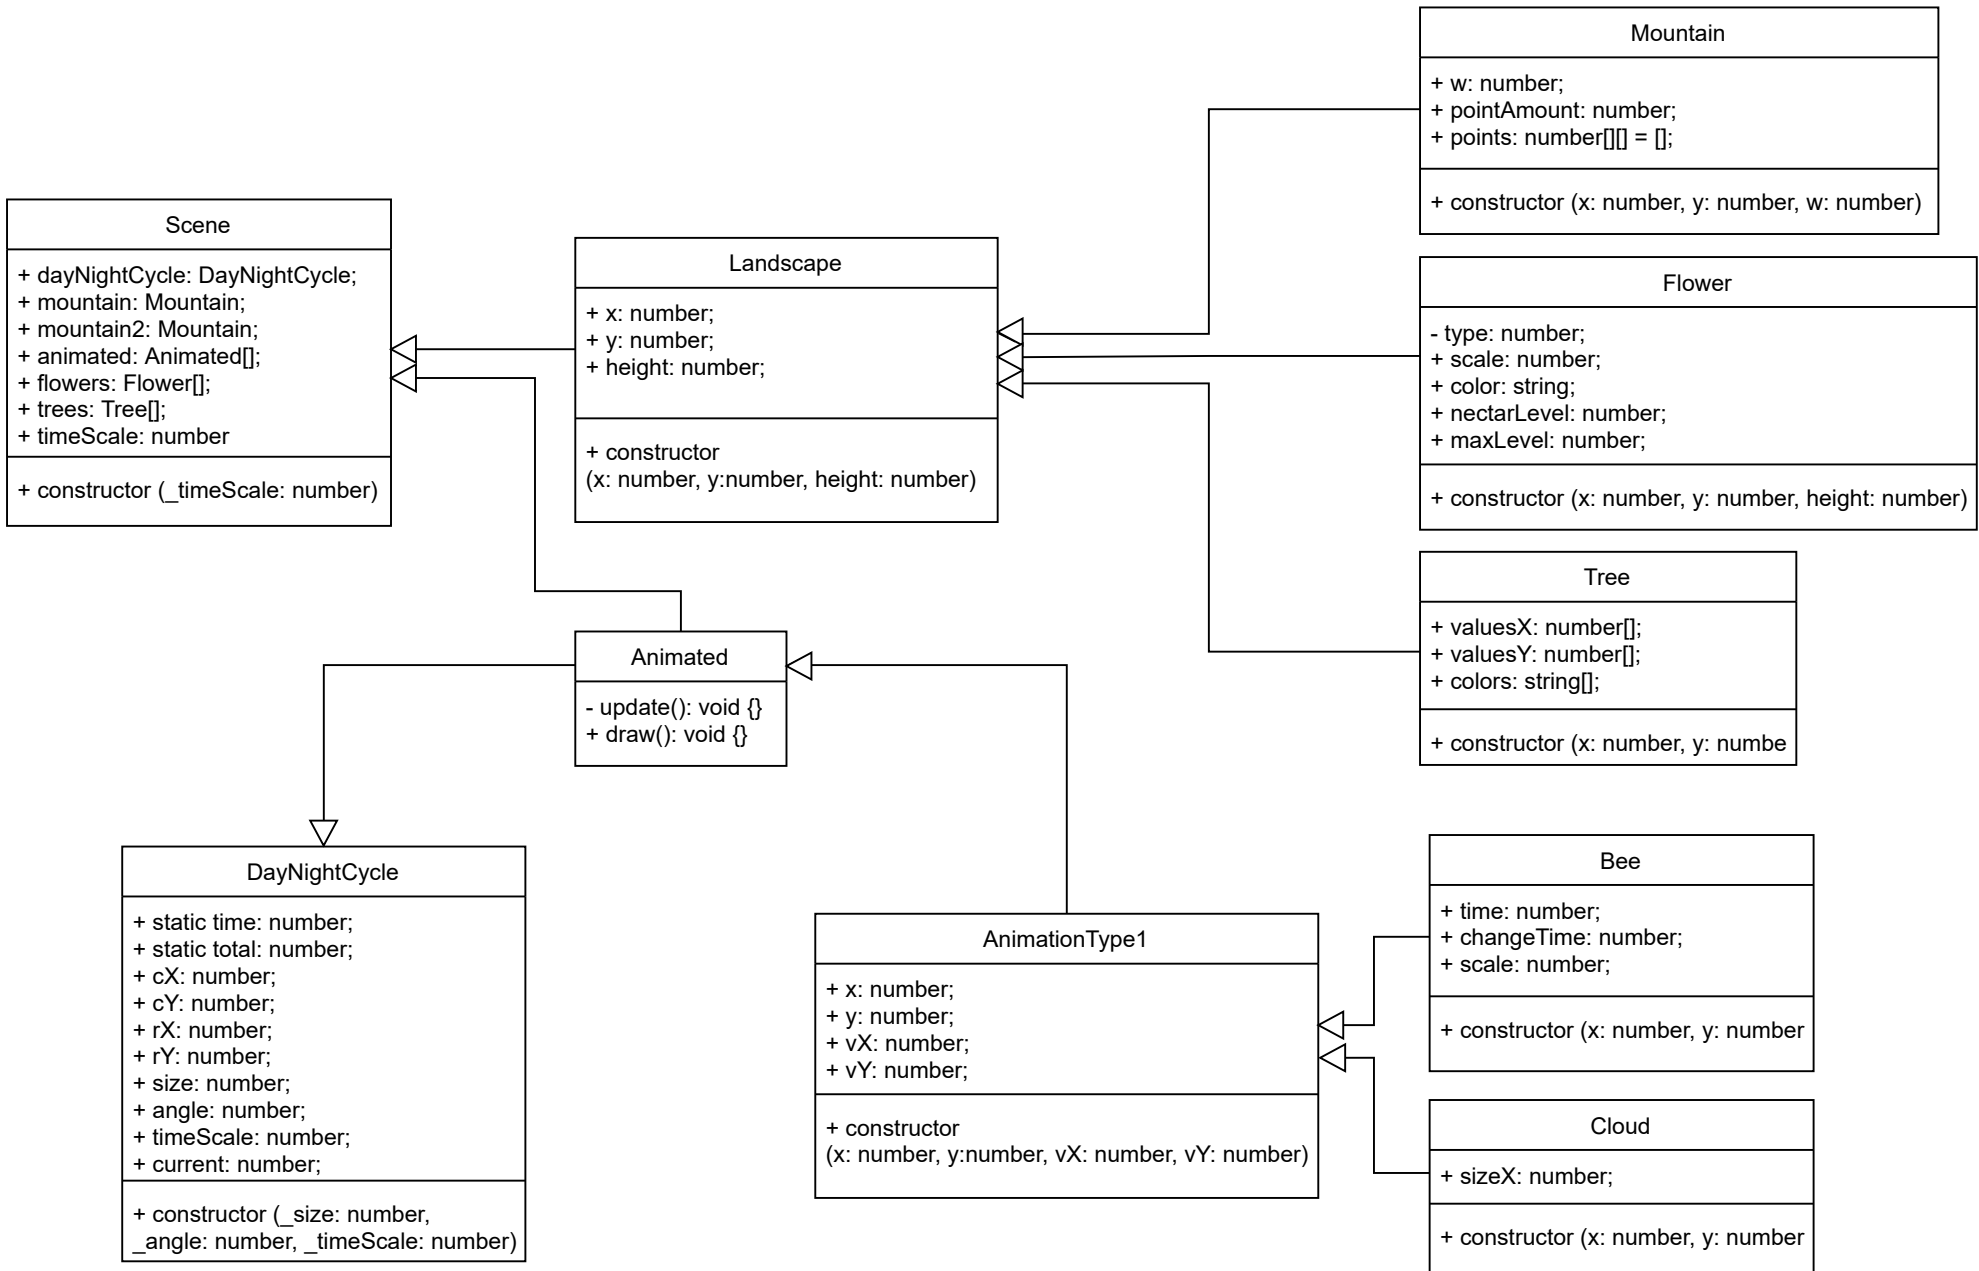 Mountain
+ w: number;
+ pointAmount: number;
+ points: number[][] = [];
+ constructor (x: number, y: number, w: number)
Scene
+ dayNightCycle: DayNightCycle;
+ mountain: Mountain;
+ mountain2: Mountain;
+ animated: Animated[];
+ flowers: Flower[];
+ trees: Tree[];
+ timeScale: number
+ constructor (_timeScale: number)
Landscape
+ x: number;
+ y: number;
+ height: number;
+ constructor
(x: number, y:number, height: number)
Flower
- type: number;
+ scale: number;
+ color: string;
+ nectarLevel: number;
+ maxLevel: number;
+ constructor (x: number, y: number, height: number)
Tree
+ valuesX: number[];
+ valuesY: number[];
+ colors: string[];
+ constructor (x: number, y: numbe
Animated
- update(): void {}
+ draw(): void {}
DayNightCycle
+ static time: number;
+ static total: number;
+ cX: number;
+ cY: number;
+ rX: number;
+ rY: number;
+ size: number;
+ angle: number;
+ timeScale: number;
+ current: number;
+ constructor (_size: number,
_angle: number, _timeScale: number)
AnimationType1
+ x: number;
+ y: number;
+ vX: number;
+ vY: number;
+ constructor
(x: number, y:number, vX: number, vY: number)
Bee
+ time: number;
+ changeTime: number;
+ scale: number;
+ constructor (x: number, y: number
Cloud
+ sizeX: number;
+ constructor (x: number, y: number